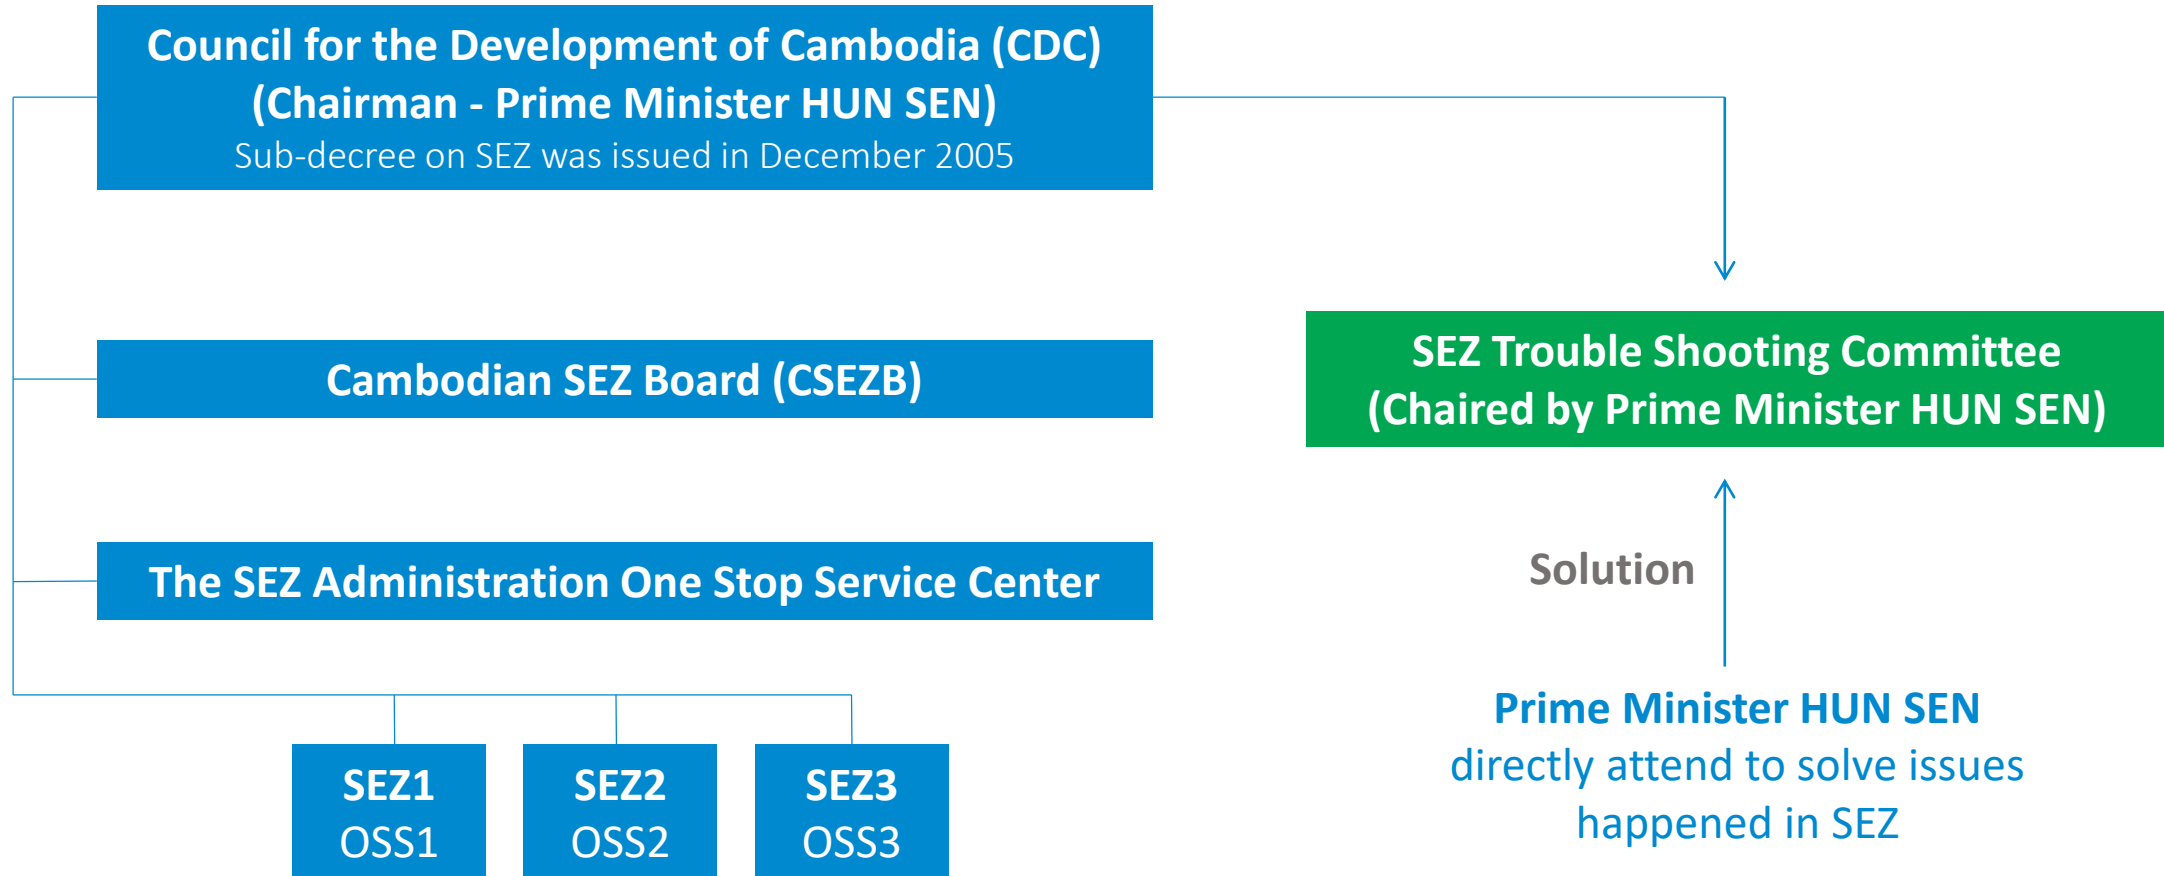 Council for the Development of Cambodia (CDC)
(Chairman - Prime Minister HUN SEN)
Sub-decree on SEZ was issued in December 2005
Cambodian SEZ Board (CSEZB)
The SEZ Administration One Stop Service Center
SEZ1
OSS1
SEZ2
OSS2
SEZ3
OSS3
SEZ Trouble Shooting Committee
(Chaired by Prime Minister HUN SEN)
Solution
Prime Minister HUN SEN
directly attend to solve issues
happened in SEZ